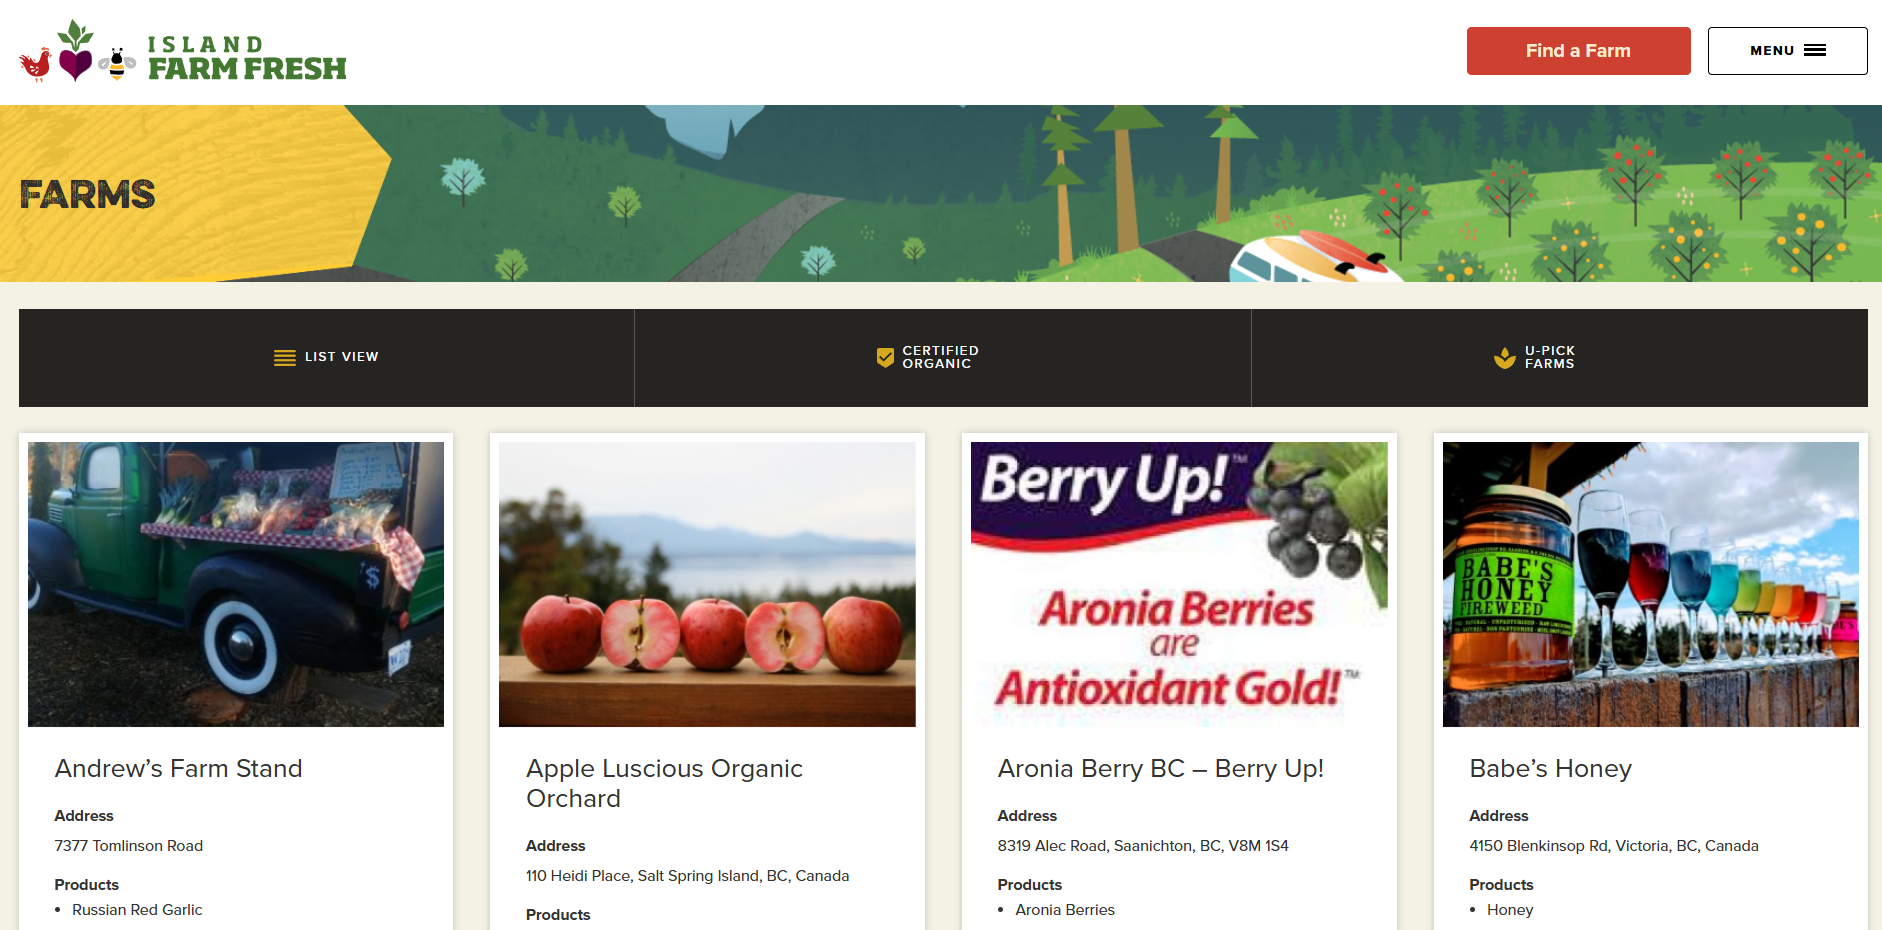 ISLAND
FARM FRESH
Find a Farm
MENU
FARMS
LIST VIEW
CERTIFIED
ORGANIC
U-PICK
FARMS
$
Berry Up!™
Aronia Berries
are
Antioxidant Gold!™
BABE'S
HONEY
FIREWEED
Andrew's Farm Stand
Address
7377 Tomlinson Road
Products
• Russian Red Garlic
Apple Luscious Organic
Orchard
Address
110 Heidi Place, Salt Spring Island, BC, Canada
Products
Aronia Berry BC – Berry Up!
Address
8319 Alec Road, Saanichton, BC, V8M 1S4
Products
• Aronia Berries
Babe's Honey
Address
4150 Blenkinsop Rd, Victoria, BC, Canada
Products
• Honey